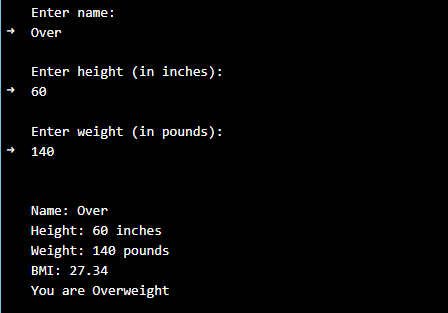 Enter name:
➜ Over
Enter height (in inches):
➜ 60
Enter weight (in pounds):
➜ 140
Name: Over
Height: 60 inches
Weight: 140 pounds
BMI: 27.34
You are Overweight